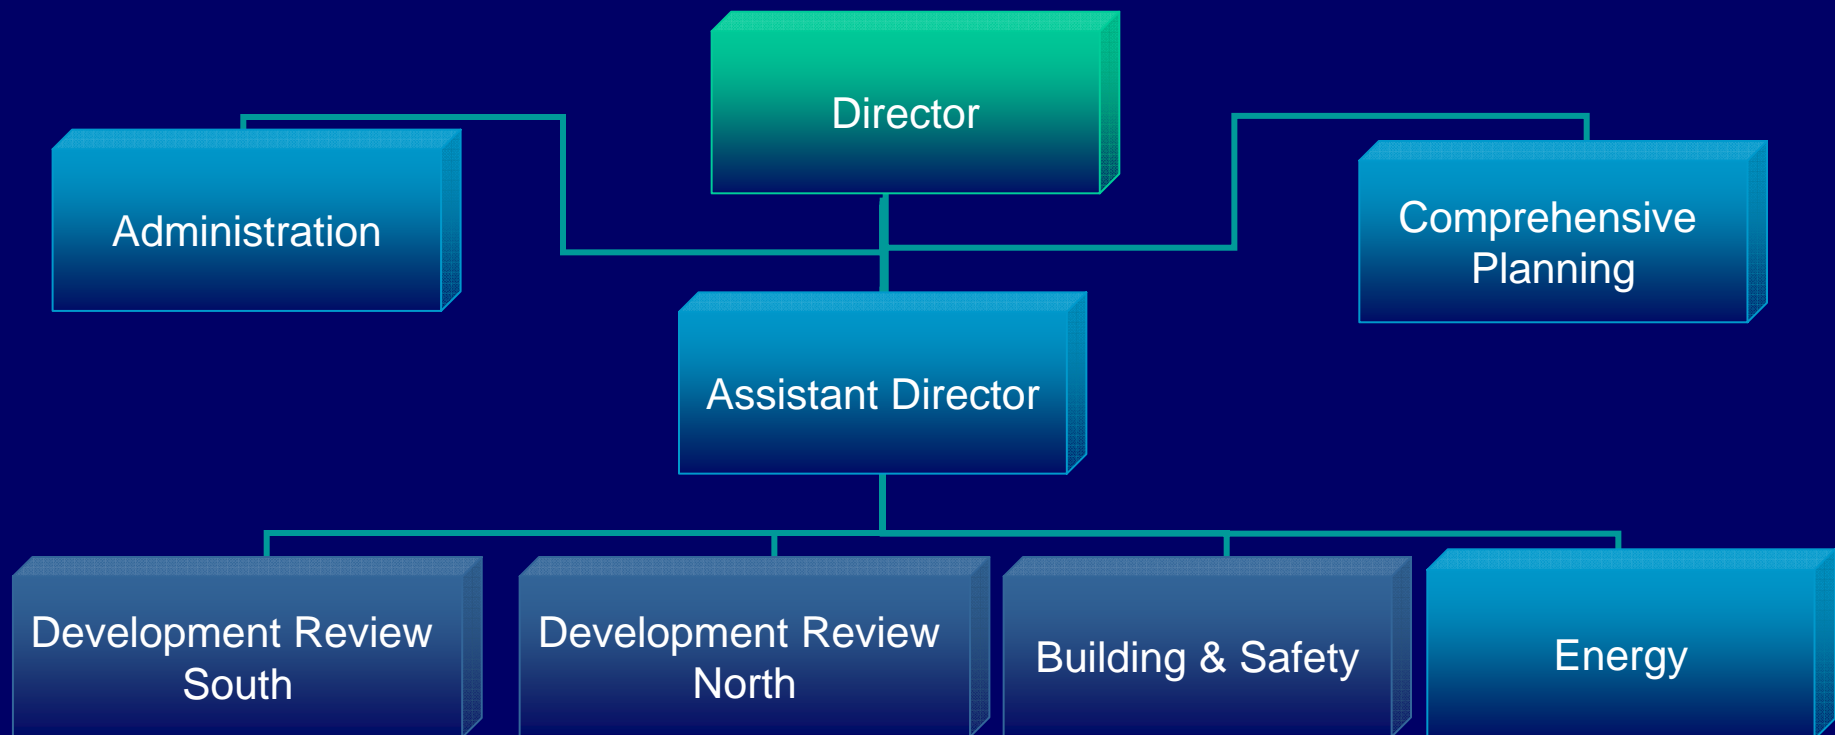 Director
Administration
Comprehensive
Planning
Assistant Director
Development Review
South
Development Review
North
Building & Safety
Energy